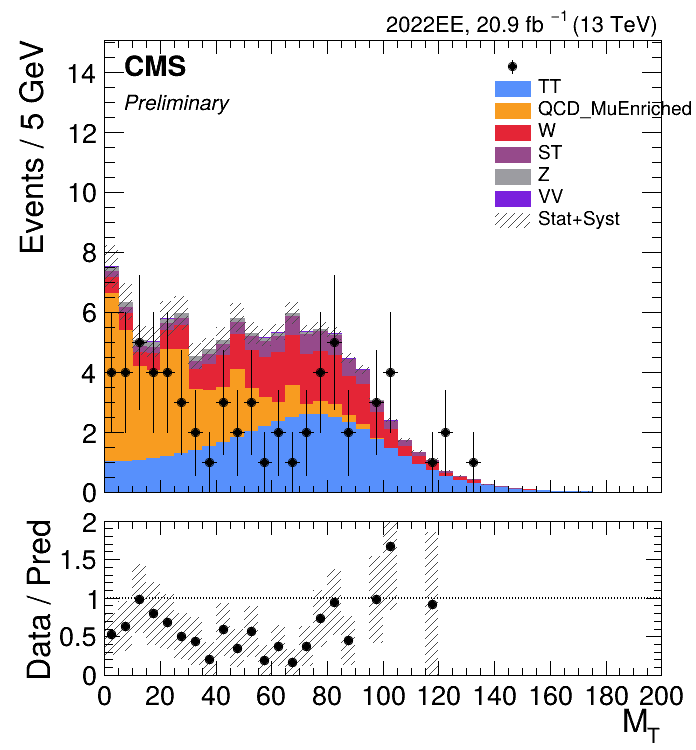 2022EE, 20.9 fb⁻¹ (13 TeV)
CMS
Preliminary
TT
QCD_MuEnriched
W
ST
Z
VV
Stat+Syst
Events / 5 GeV
14
12
10
8
6
4
2
0
Data / Pred
2
1.5
1
0.5
0
0 20 40 60 80 100 120 140 160 180 200
M_T